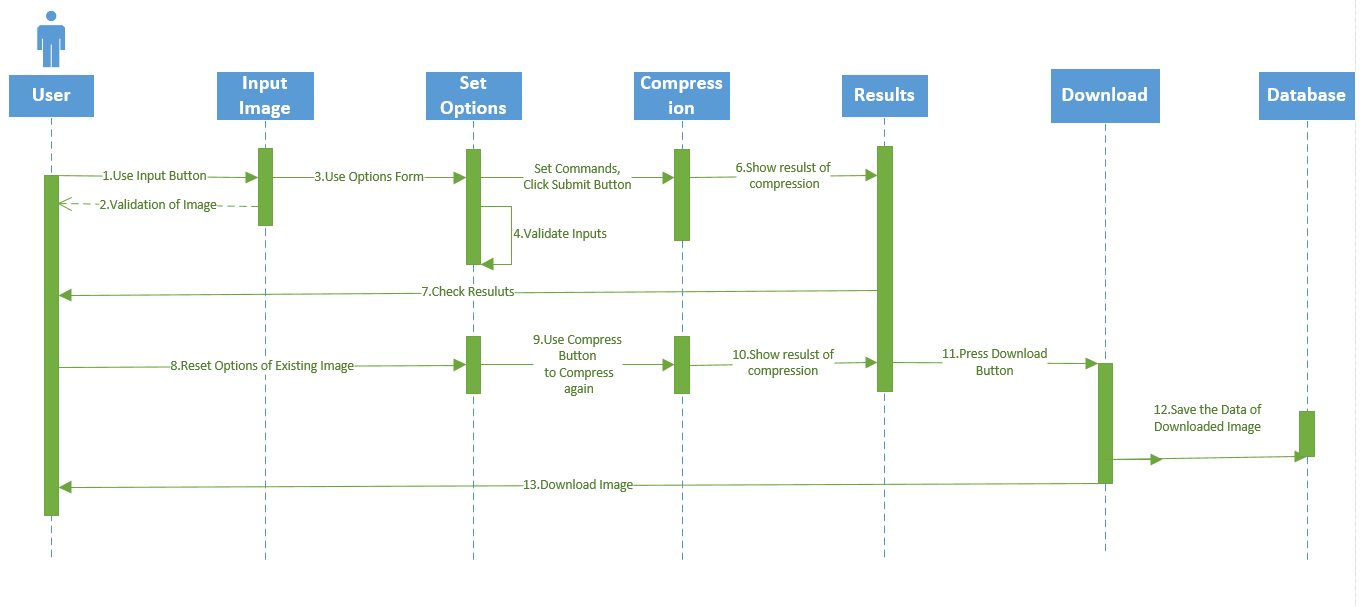 User
Input
Image
Set
Options
Compress
ion
Results
Download
Database
1.Use Input Button
3.Use Options Form
Set Commands,
Click Submit Button
6.Show resulst of
compression
2.Validation of Image
4.Validate Inputs
7.Check Resuluts
8.Reset Options of Existing Image
9.Use Compress
Button
to Compress
again
10.Show resulst of
compression
11.Press Download
Button
12.Save the Data of
Downloaded Image
13.Download Image